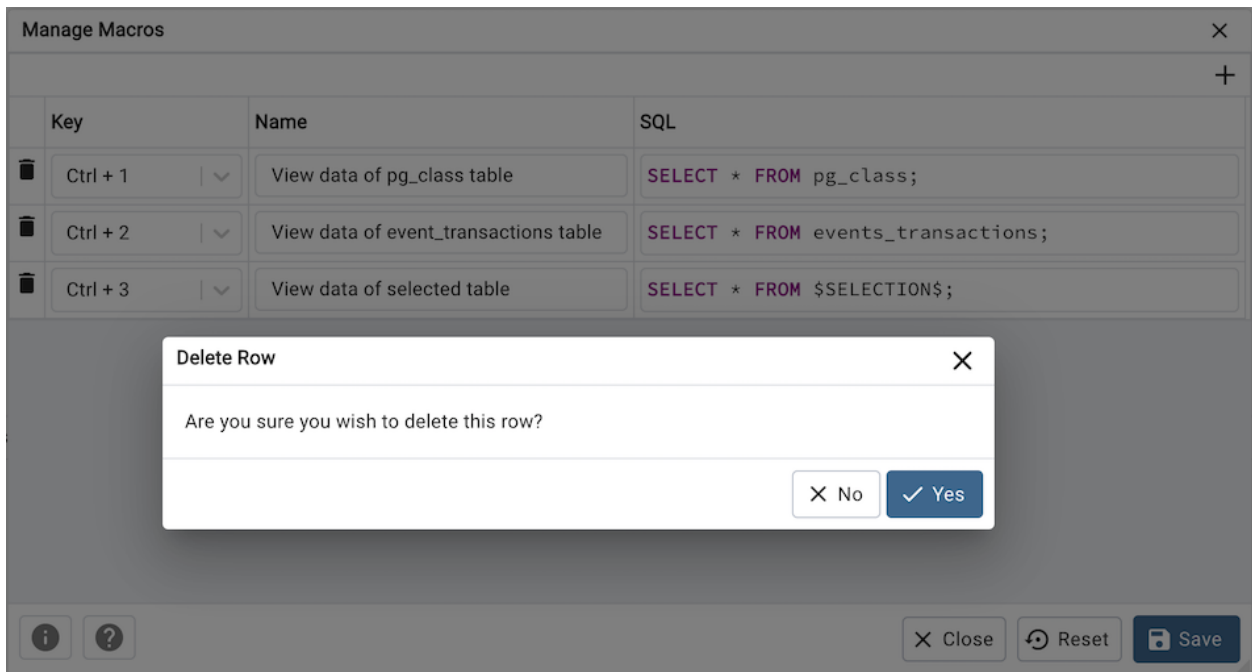 Manage Macros
Key Name SQL
Ctrl + 1 View data of pg_class table SELECT * FROM pg_class;
Ctrl + 2 View data of event_transactions table SELECT * FROM events_transactions;
Ctrl + 3 View data of selected table SELECT * FROM $SELECTION$;
Delete Row
Are you sure you wish to delete this row?
No Yes
Close Reset Save